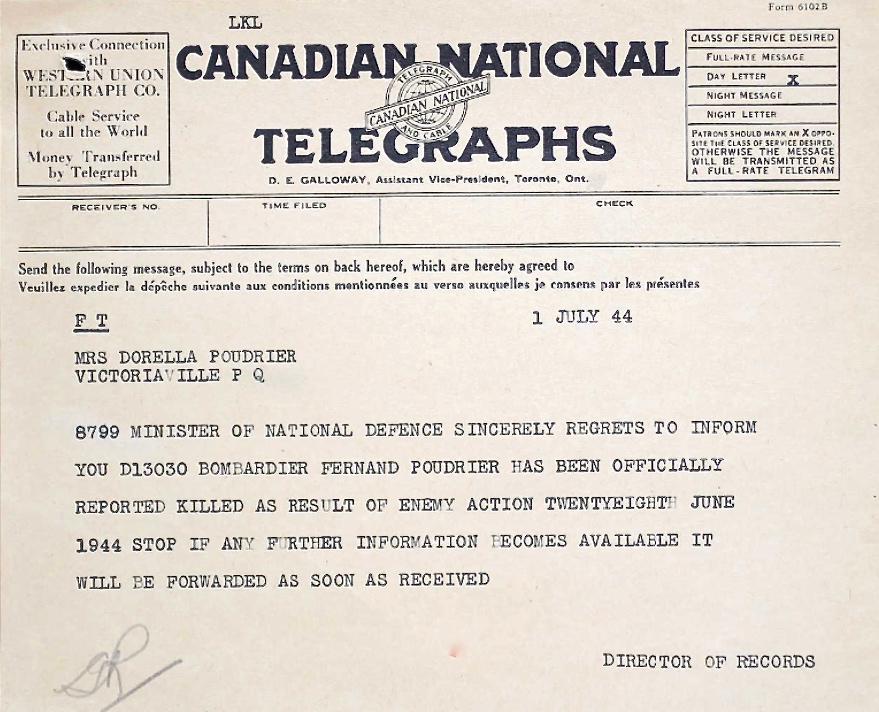 Form 6102B
LKL
Exclusive Connection
with
WESTERN UNION
TELEGRAPH CO.
Cable Service
to all the World
Money Transferred
by Telegraph
CANADIAN NATIONAL
TELEGRAPH
CANADIAN NATIONAL
AND CABLE
TELEGRAPHS
D. E. GALLOWAY, Assistant Vice-President, Toronto, Ont.
CLASS OF SERVICE DESIRED
FULL-RATE MESSAGE
DAY LETTER X
NIGHT MESSAGE
NIGHT LETTER
PATRONS SHOULD MARK AN X OPPO-
SITE THE CLASS OF SERVICE DESIRED,
OTHERWISE THE MESSAGE
WILL BE TRANSMITTED AS
A FULL-RATE TELEGRAM
RECEIVER'S NO. TIME FILED CHECK
Send the following message, subject to the terms on back hereof, which are hereby agreed to
Veuillez expedier la dépêche suivante aux conditions mentionnées au verso auxquelles je consens par les présentes
F T 1 JULY 44
MRS DORELLA POUDRIER
VICTORIAVILLE P Q
8799 MINISTER OF NATIONAL DEFENCE SINCERELY REGRETS TO INFORM
YOU D13030 BOMBARDIER FERNAND POUDRIER HAS BEEN OFFICIALLY
REPORTED KILLED AS RESULT OF ENEMY ACTION TWENTYEIGHTH JUNE
1944 STOP IF ANY FURTHER INFORMATION BECOMES AVAILABLE IT
WILL BE FORWARDED AS SOON AS RECEIVED
DIRECTOR OF RECORDS